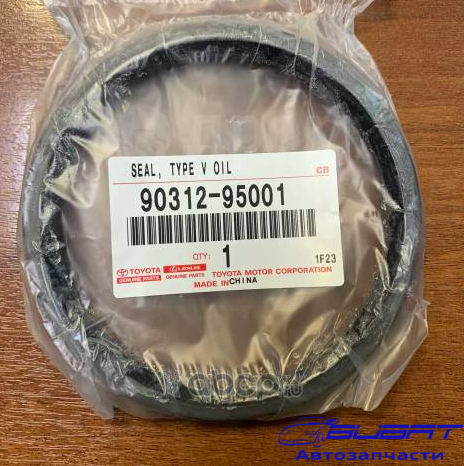 SEAL, TYPE V OIL CB
90312-95001
QTY: 1 1F23
TOYOTA LEXUS TOYOTA MOTOR CORPORATION
GENUINE PARTS GENUINE PARTS MADE IN CHINA
SUBAT
Автозапчасти